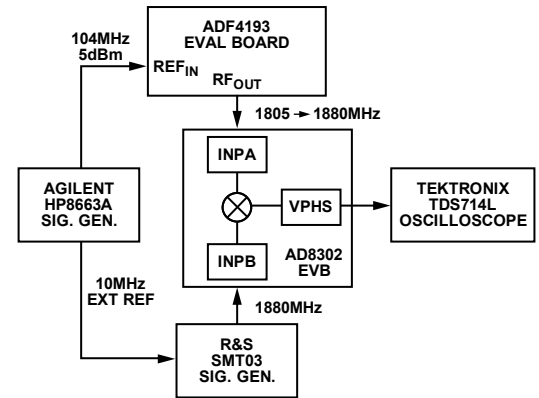 104MHz
5dBm
ADF4193
EVAL BOARD
REFIN
RFOUT
1805 → 1880MHz
INPA
AGILENT
HP8663A
SIG. GEN.
VPHS
TEKTRONIX
TDS714L
OSCILLOSCOPE
INPB
AD8302
EVB
10MHz
EXT REF
1880MHz
R&S
SMT03
SIG. GEN.